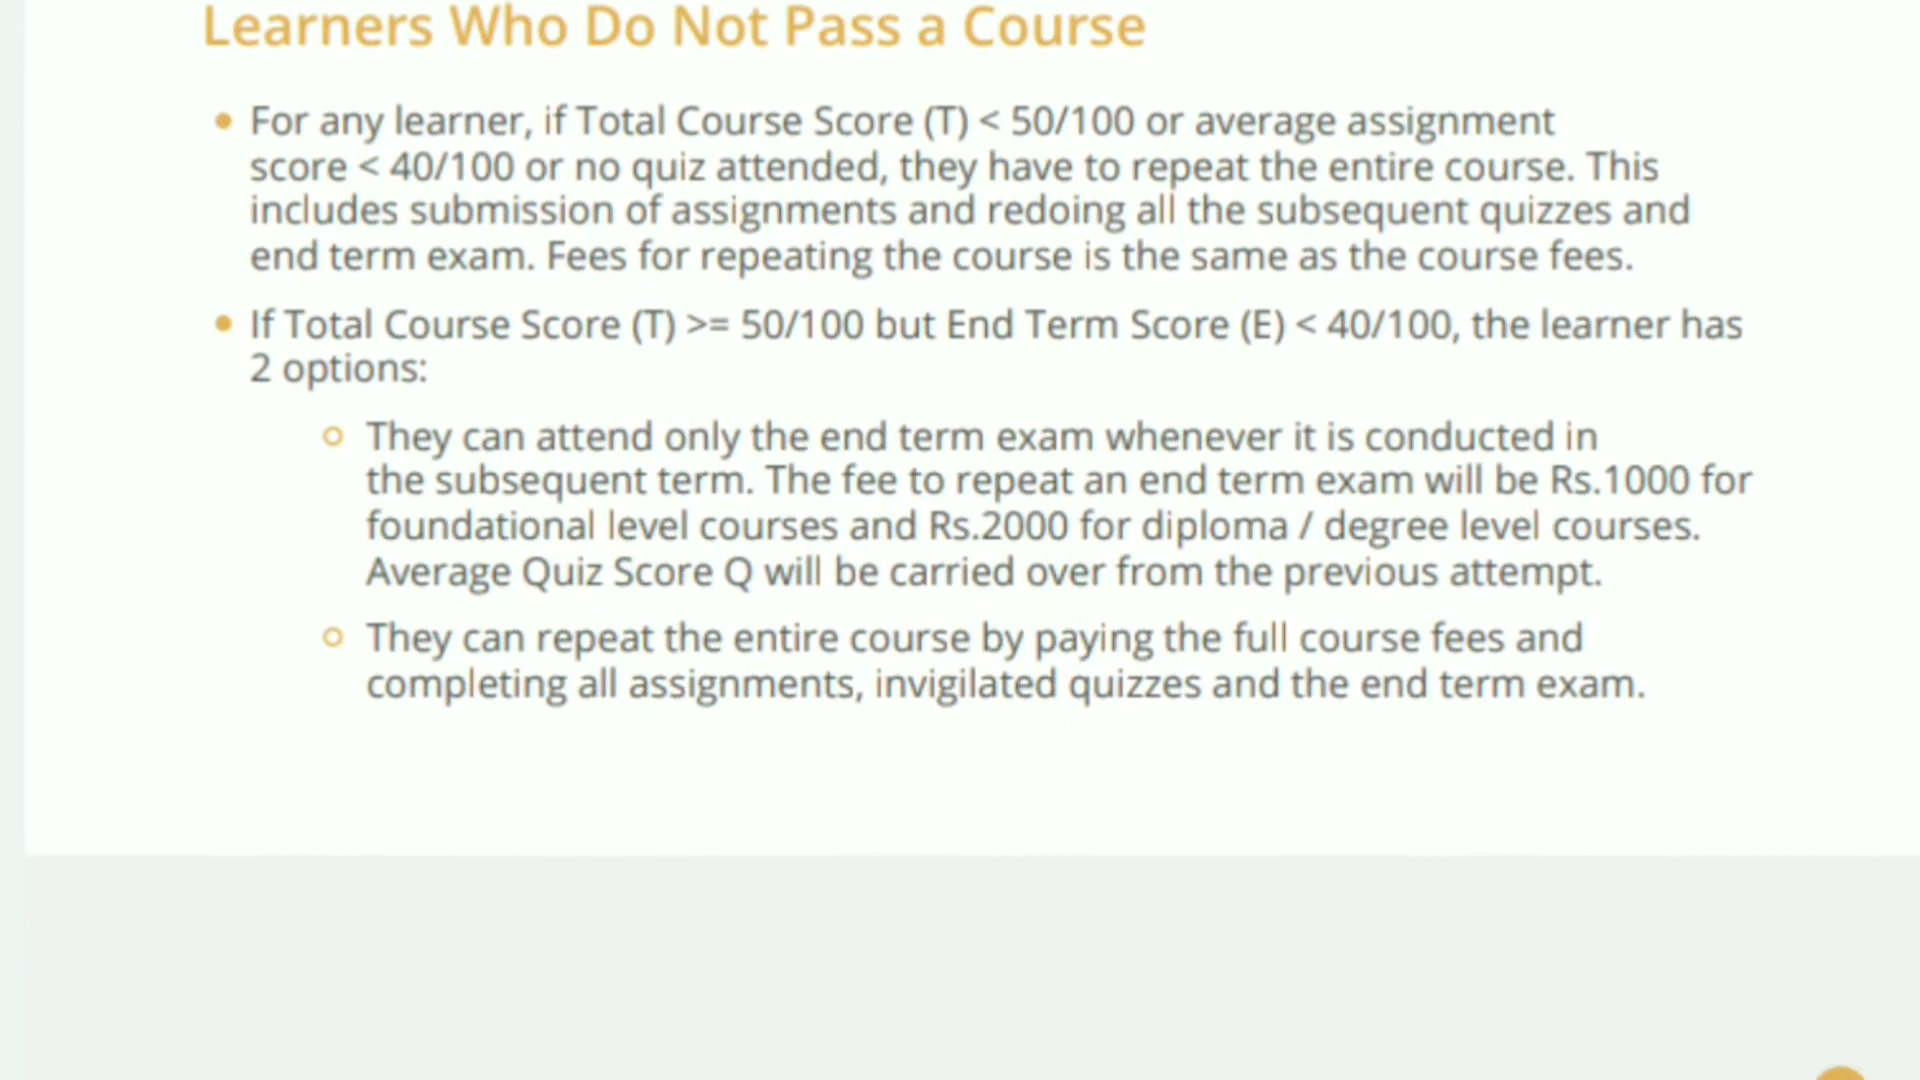 Learners Who Do Not Pass a Course
• For any learner, if Total Course Score (T) < 50/100 or average assignment
score < 40/100 or no quiz attended, they have to repeat the entire course. This
includes submission of assignments and redoing all the subsequent quizzes and
end term exam. Fees for repeating the course is the same as the course fees.
• If Total Course Score (T) >= 50/100 but End Term Score (E) < 40/100, the learner has
2 options:
○ They can attend only the end term exam whenever it is conducted in
the subsequent term. The fee to repeat an end term exam will be Rs.1000 for
foundational level courses and Rs.2000 for diploma / degree level courses.
Average Quiz Score Q will be carried over from the previous attempt.
○ They can repeat the entire course by paying the full course fees and
completing all assignments, invigilated quizzes and the end term exam.